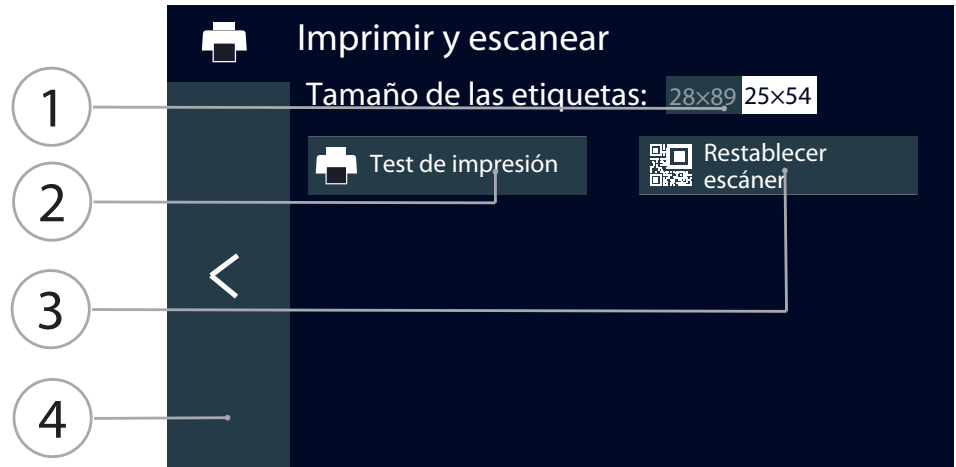 Imprimir y escanear
1
Tamaño de las etiquetas: 28×89 25×54
2
Test de impresión
Restablecer
escáner
3
4